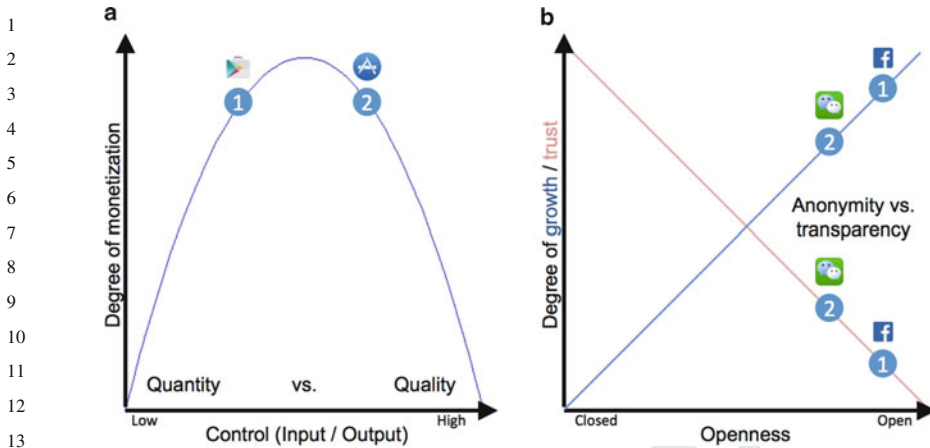 1
2
3
4
5
6
7
8
9
10
11
12
13
a
Degree of monetization
1
2
Quantity vs. Quality
Low High
Control (Input / Output)
b
Degree of growth / trust
1
2
Anonymity vs.
transparency
2
1
Closed Open
Openness